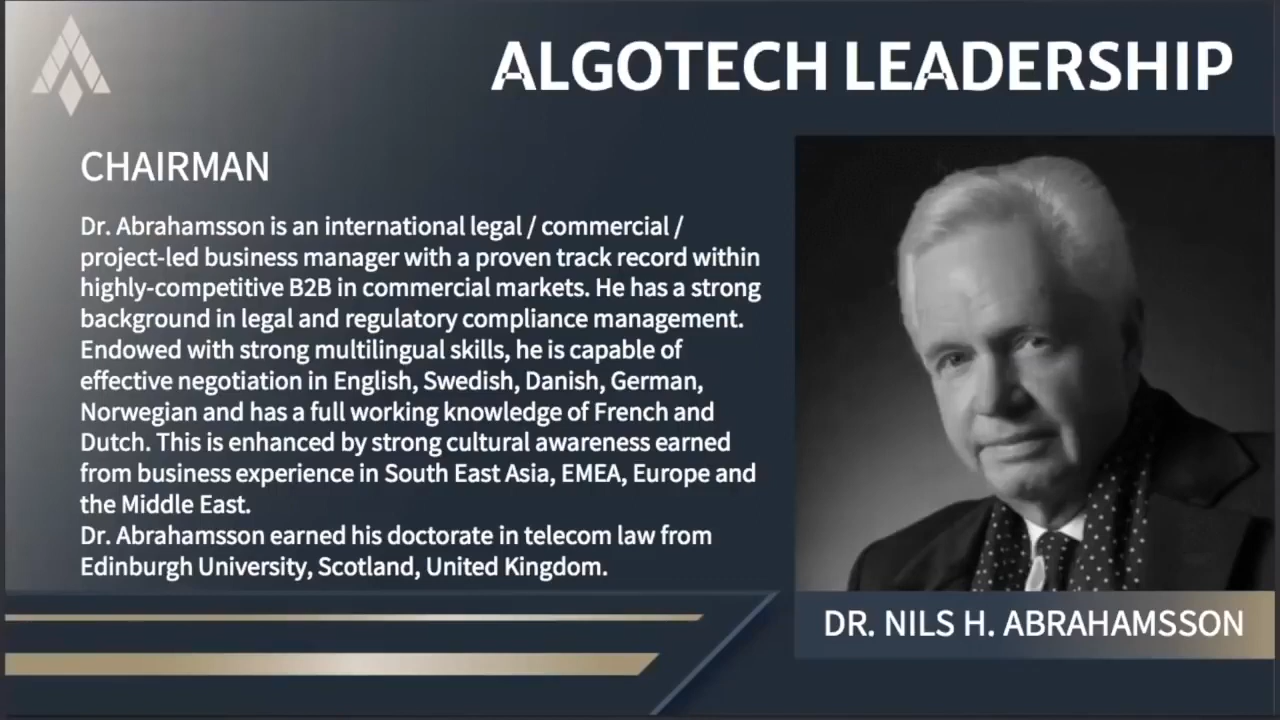 ALGOTECH LEADERSHIP
CHAIRMAN
Dr. Abrahamsson is an international legal / commercial /
project-led business manager with a proven track record within
highly-competitive B2B in commercial markets. He has a strong
background in legal and regulatory compliance management.
Endowed with strong multilingual skills, he is capable of
effective negotiation in English, Swedish, Danish, German,
Norwegian and has a full working knowledge of French and
Dutch. This is enhanced by strong cultural awareness earned
from business experience in South East Asia, EMEA, Europe and
the Middle East.
Dr. Abrahamsson earned his doctorate in telecom law from
Edinburgh University, Scotland, United Kingdom.
DR. NILS H. ABRAHAMSSON